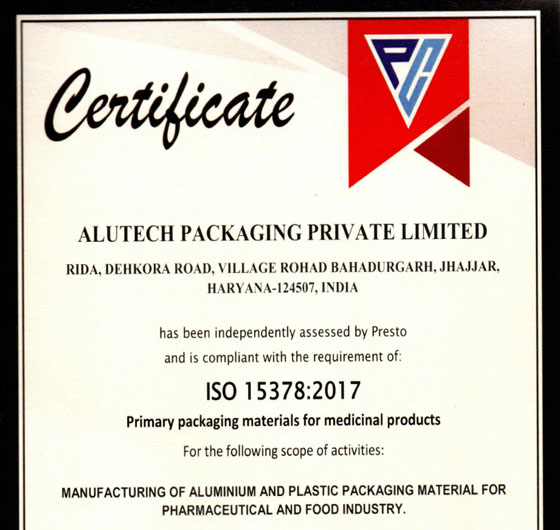 PC
Certificate
ALUTECH PACKAGING PRIVATE LIMITED
RIDA, DEHKORA ROAD, VILLAGE ROHAD BAHADURGARH, JHAJJAR,
HARYANA-124507, INDIA
has been independently assessed by Presto
and is compliant with the requirement of:
ISO 15378:2017
Primary packaging materials for medicinal products
For the following scope of activities:
MANUFACTURING OF ALUMINIUM AND PLASTIC PACKAGING MATERIAL FOR
PHARMACEUTICAL AND FOOD INDUSTRY.